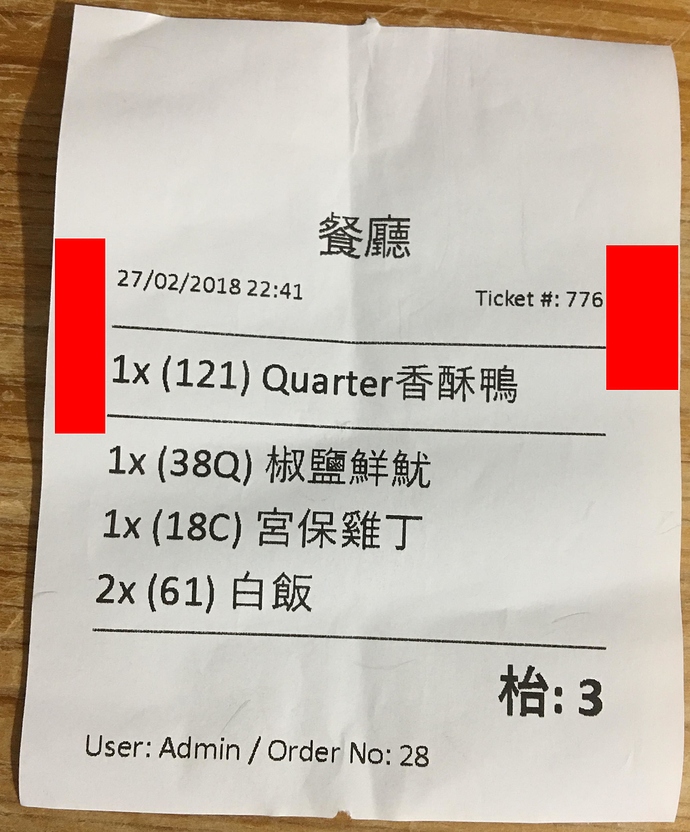 餐廳
27/02/2018 22:41 Ticket #: 776
1x (121) Quarter香酥鴨
1x (38Q) 椒鹽鮮魷
1x (18C) 宮保雞丁
2x (61) 白飯
枱: 3
User: Admin / Order No: 28